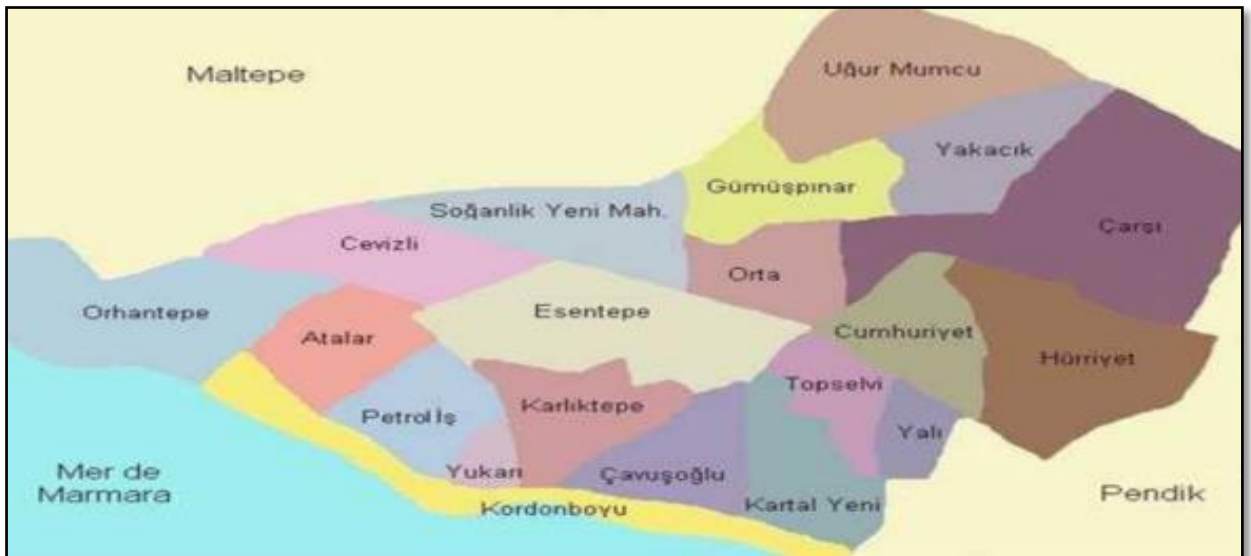 Maltepe
Uğur Mumcu
Yakacık
Gümüşpınar
Soğanlik Yeni Mah.
Çarşı
Cevizli
Orta
Orhantepe
Esentepe
Atalar
Cumhuriyet
Hürriyet
Topselvi
Karlıktepe
Petrol İş
Yalı
Yukarı
Çavuşoğlu
Mer de
Marmara
Kartal Yeni
Pendik
Kordonboyu